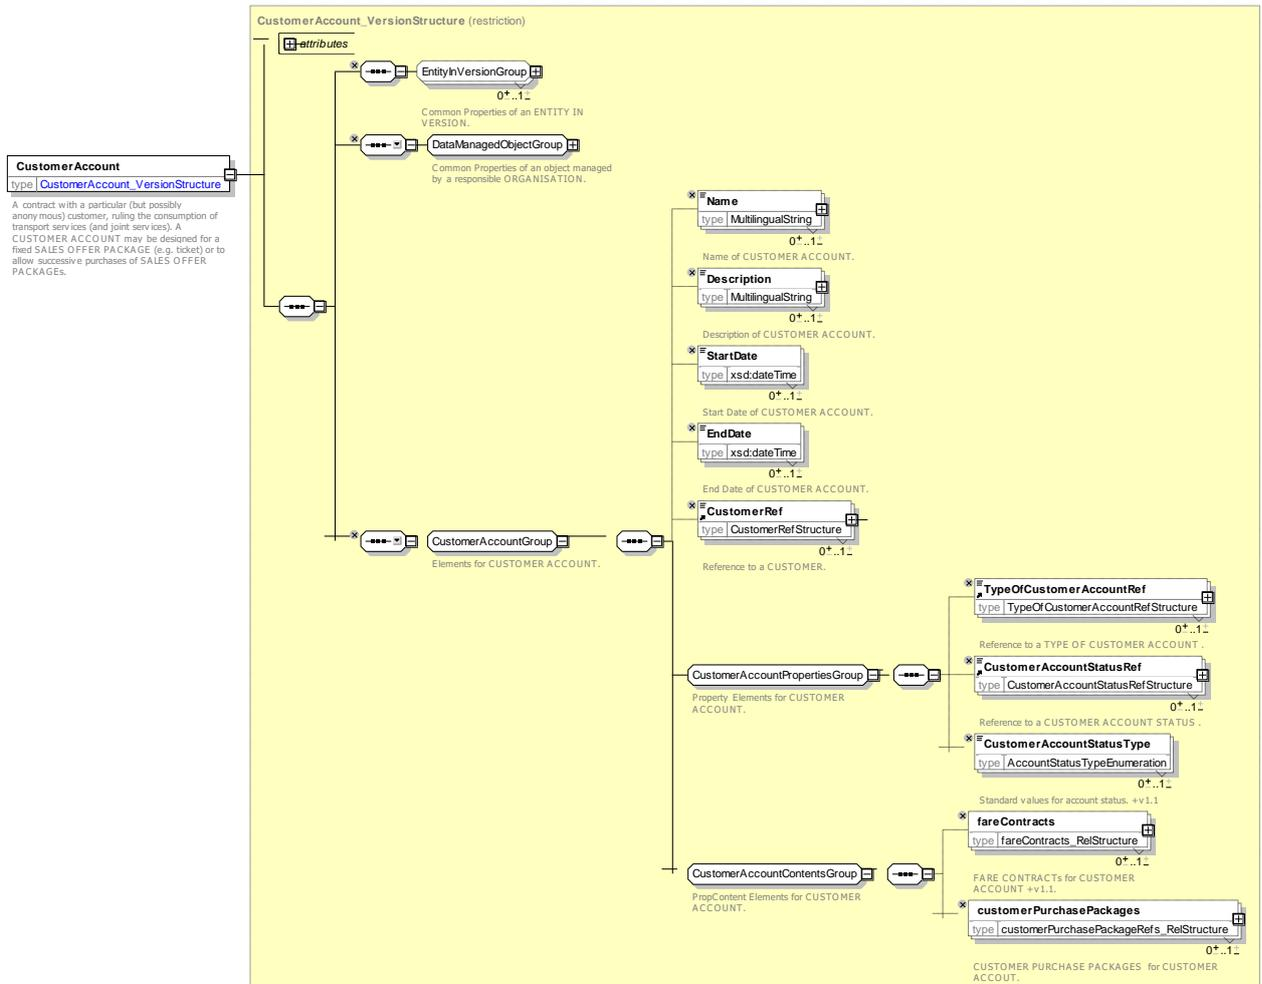 CustomerAccount_VersionStructure (restriction)
attributes
EntityInVersionGroup
0..1
Common Properties of an ENTITY IN
VERSION.
DataManagedObjectGroup
Common Properties of an object managed
by a responsible ORGANISATION.
CustomerAccount
type CustomerAccount_VersionStructure
A contract with a particular (but possibly
anonymous) customer, ruling the consumption of
transport services (and joint services). A
CUSTOMER ACCOUNT may be designed for a
fixed SALES OFFER PACKAGE (e.g. ticket) or to
allow successive purchases of SALES OFFER
PACKAGEs.
Name
type MultilingualString
0..1
Name of CUSTOMER ACCOUNT.
Description
type MultilingualString
0..1
Description of CUSTOMER ACCOUNT.
StartDate
type xsd:dateTime
0..1
Start Date of CUSTOMER ACCOUNT.
EndDate
type xsd:dateTime
0..1
End Date of CUSTOMER ACCOUNT.
CustomerRef
type CustomerRefStructure
0..1
Reference to a CUSTOMER.
CustomerAccountGroup
Elements for CUSTOMER ACCOUNT.
TypeOfCustomerAccountRef
type TypeOfCustomerAccountRefStructure
0..1
Reference to a TYPE OF CUSTOMER ACCOUNT .
CustomerAccountStatusRef
type CustomerAccountStatusRefStructure
0..1
Reference to a CUSTOMER ACCOUNT STATUS .
CustomerAccountPropertiesGroup
Property Elements for CUSTOMER
ACCOUNT.
CustomerAccountStatusType
type AccountStatusTypeEnumeration
0..1
Standard values for account status. +v1.1
fareContracts
type fareContracts_RelStructure
0..1
FARE CONTRACTs for CUSTOMER
ACCOUNT +v1.1.
CustomerAccountContentsGroup
PropContent Elements for CUSTOMER
ACCOUNT.
customerPurchasePackages
type customerPurchasePackageRefs_RelStructure
0..1
CUSTOMER PURCHASE PACKAGES for CUSTOMER
ACCOUT.